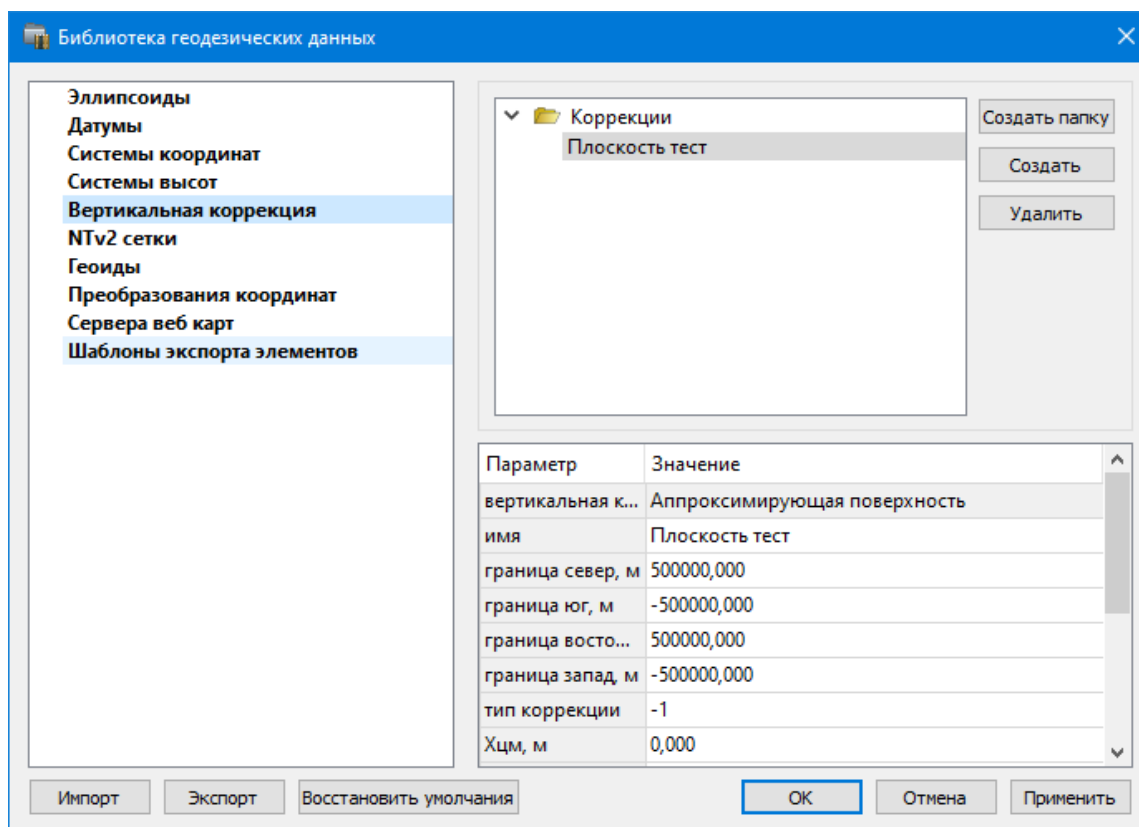 Библиотека геодезических данных
Эллипсоиды
Датумы
Системы координат
Системы высот
Вертикальная коррекция
NTv2 сетки
Геоиды
Преобразования координат
Сервера веб карт
Шаблоны экспорта элементов
Коррекции
Плоскость тест
Создать папку
Создать
Удалить
Параметр Значение
вертикальная к... Аппроксимирующая поверхность
имя Плоскость тест
граница север, м 500000,000
граница юг, м -500000,000
граница восто... 500000,000
граница запад, м -500000,000
тип коррекции -1
Xцм, м 0,000
Импорт Экспорт Восстановить умолчания OK Отмена Применить